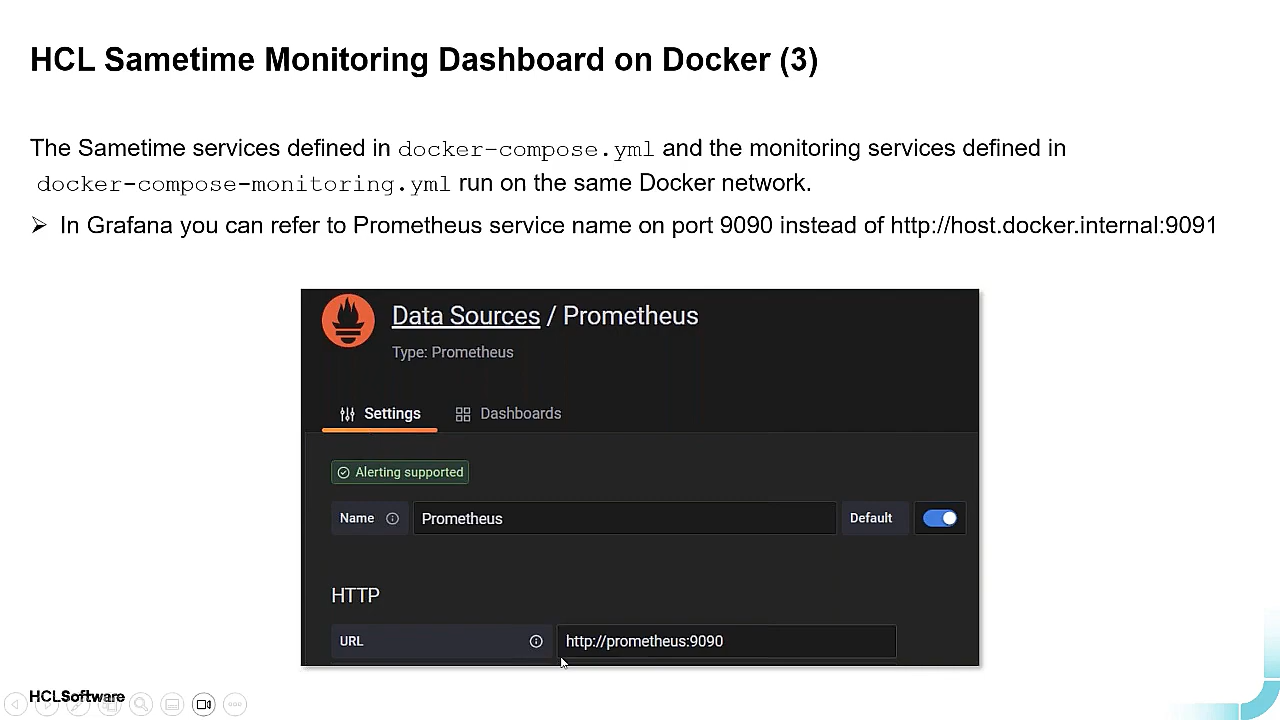 HCL Sametime Monitoring Dashboard on Docker (3)
The Sametime services defined in docker-compose.yml and the monitoring services defined in
docker-compose-monitoring.yml run on the same Docker network.
➢ In Grafana you can refer to Prometheus service name on port 9090 instead of http://host.docker.internal:9091
Data Sources / Prometheus
Type: Prometheus
Settings Dashboards
Alerting supported
Name Prometheus Default
HTTP
URL http://prometheus:9090
HCLSoftware